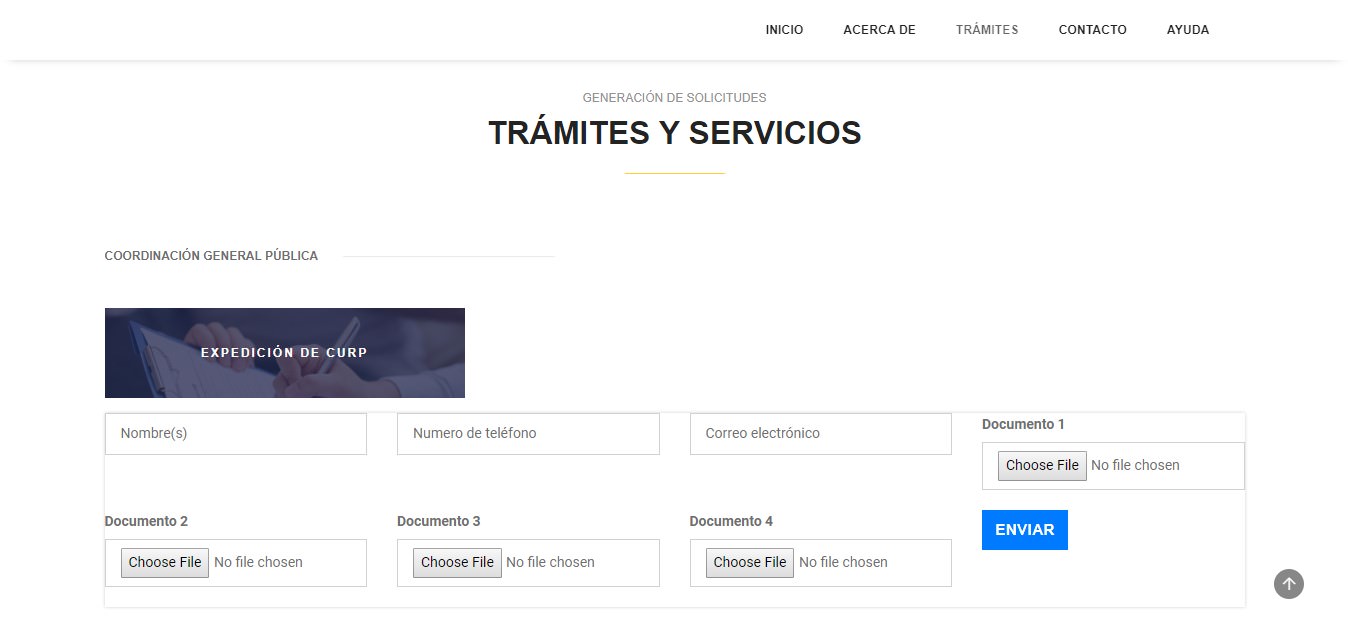 INICIO ACERCA DE TRÁMITES CONTACTO AYUDA
GENERACIÓN DE SOLICITUDES
TRÁMITES Y SERVICIOS
COORDINACIÓN GENERAL PÚBLICA
EXPEDICIÓN DE CURP
Nombre(s)
Numero de teléfono
Correo electrónico
Documento 1
Choose File No file chosen
Documento 2
Choose File No file chosen
Documento 3
Choose File No file chosen
Documento 4
Choose File No file chosen
ENVIAR